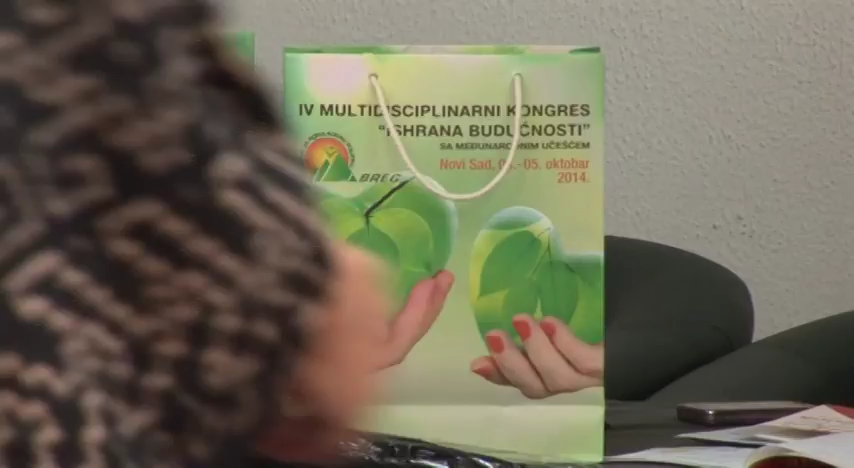 IV MULTIDISCIPLINARNI KONGRES
"ISHRANA BUDUĆNOSTI"
SA MEĐUNARODNIM UČEŠĆEM
Novi Sad, -05. oktobar
2014.
BREG